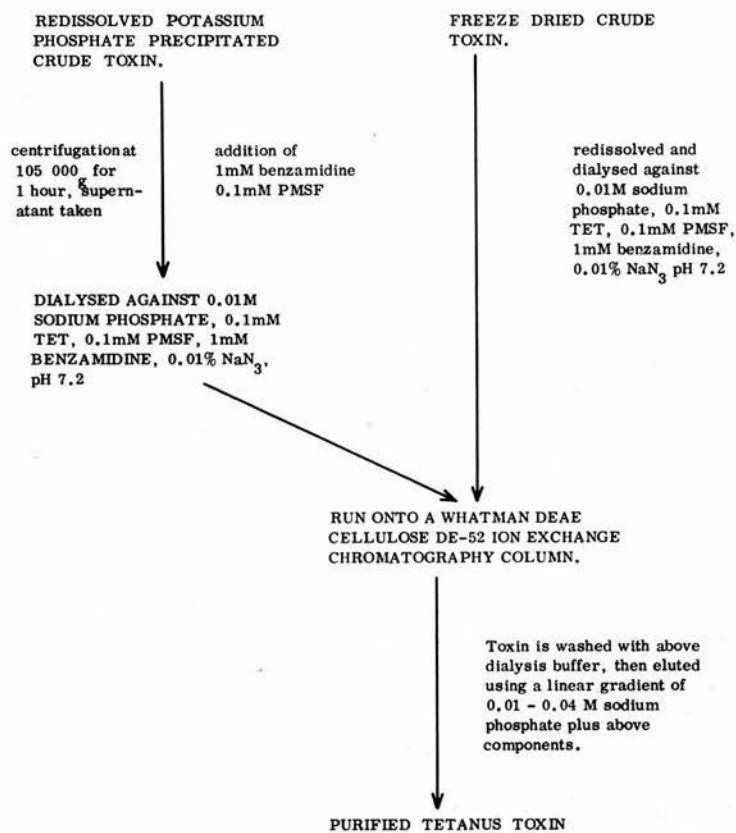 REDISSOLVED POTASSIUM
PHOSPHATE PRECIPITATED
CRUDE TOXIN.
FREEZE DRIED CRUDE
TOXIN.
centrifugation at
105 000 g for
1 hour, supern-
atant taken
addition of
1mM benzamidine
0.1mM PMSF
redissolved and
dialysed against
0.01M sodium
phosphate, 0.1mM
TET, 0.1mM PMSF,
1mM benzamidine,
0.01% NaN3 pH 7.2
DIALYSED AGAINST 0.01M
SODIUM PHOSPHATE, 0.1mM
TET, 0.1mM PMSF, 1mM
BENZAMIDINE, 0.01% NaN3,
pH 7.2
RUN ONTO A WHATMAN DEAE
CELLULOSE DE-52 ION EXCHANGE
CHROMATOGRAPHY COLUMN.
Toxin is washed with above
dialysis buffer, then eluted
using a linear gradient of
0.01 - 0.04 M sodium
phosphate plus above
components.
PURIFIED TETANUS TOXIN